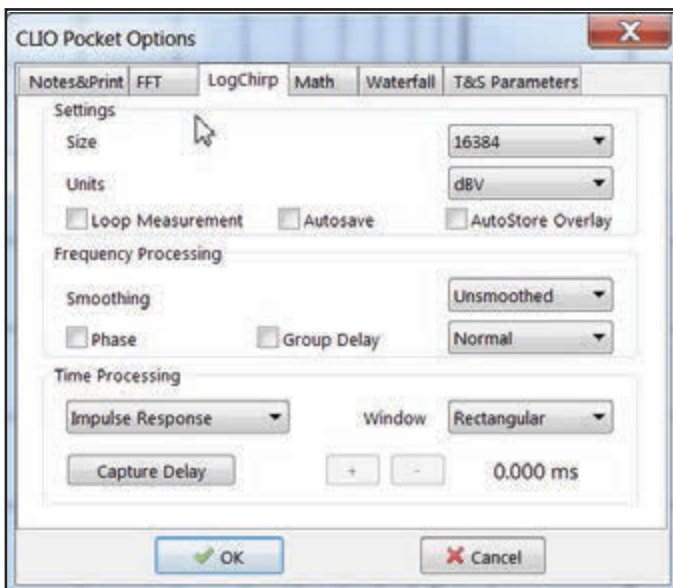 CLIO Pocket Options
Notes&Print FFT LogChirp Math Waterfall T&S Parameters
Settings
Size 16384
Units dBV
Loop Measurement Autosave AutoStore Overlay
Frequency Processing
Smoothing Unsmoothed
Phase Group Delay Normal
Time Processing
Impulse Response Window Rectangular
Capture Delay + - 0.000 ms
OK Cancel